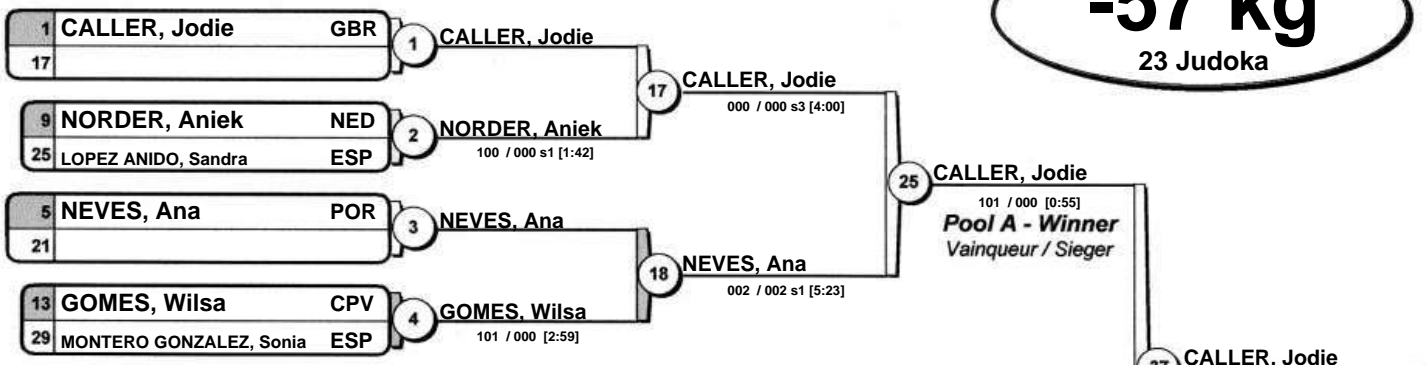 -57 kg
23 Judoka
1 CALLER, Jodie GBR
17
1 CALLER, Jodie
9 NORDER, Aniek NED
25 LOPEZ ANIDO, Sandra ESP
2 NORDER, Aniek
100 / 000 s1 [1:42]
17 CALLER, Jodie
000 / 000 s3 [4:00]
5 NEVES, Ana POR
21
3 NEVES, Ana
13 GOMES, Wilsa CPV
29 MONTERO GONZALEZ, Sonia ESP
4 GOMES, Wilsa
101 / 000 [2:59]
18 NEVES, Ana
002 / 002 s1 [5:23]
25 CALLER, Jodie
101 / 000 [0:55]
Pool A - Winner
Vainqueur / Sieger
CALLER, Jodie